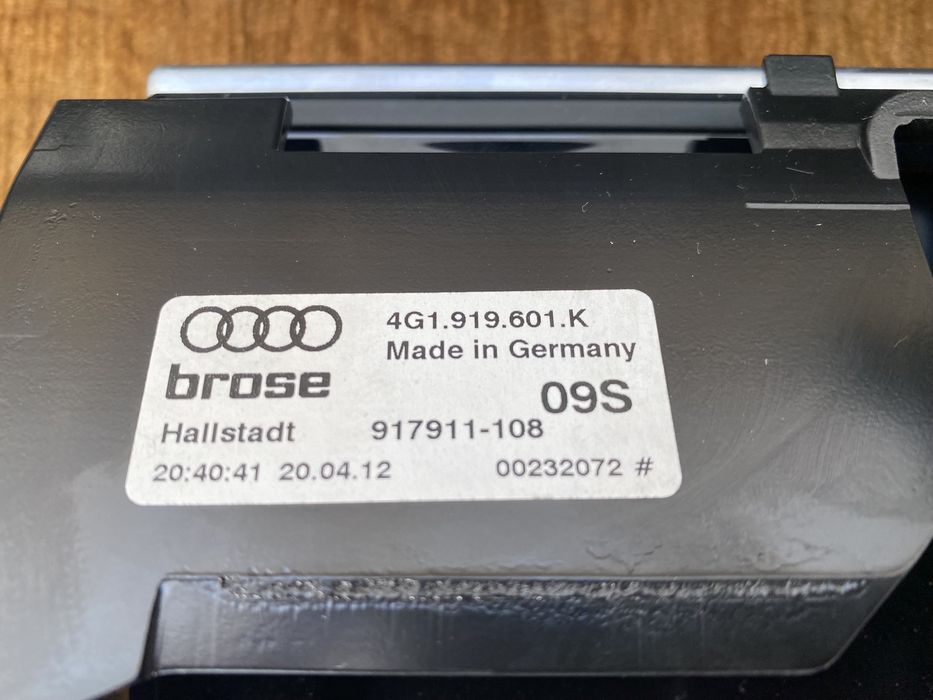 4G1.919.601.K
Made in Germany
brose
09S
Hallstadt 917911-108
20:40:41 20.04.12 00232072 #